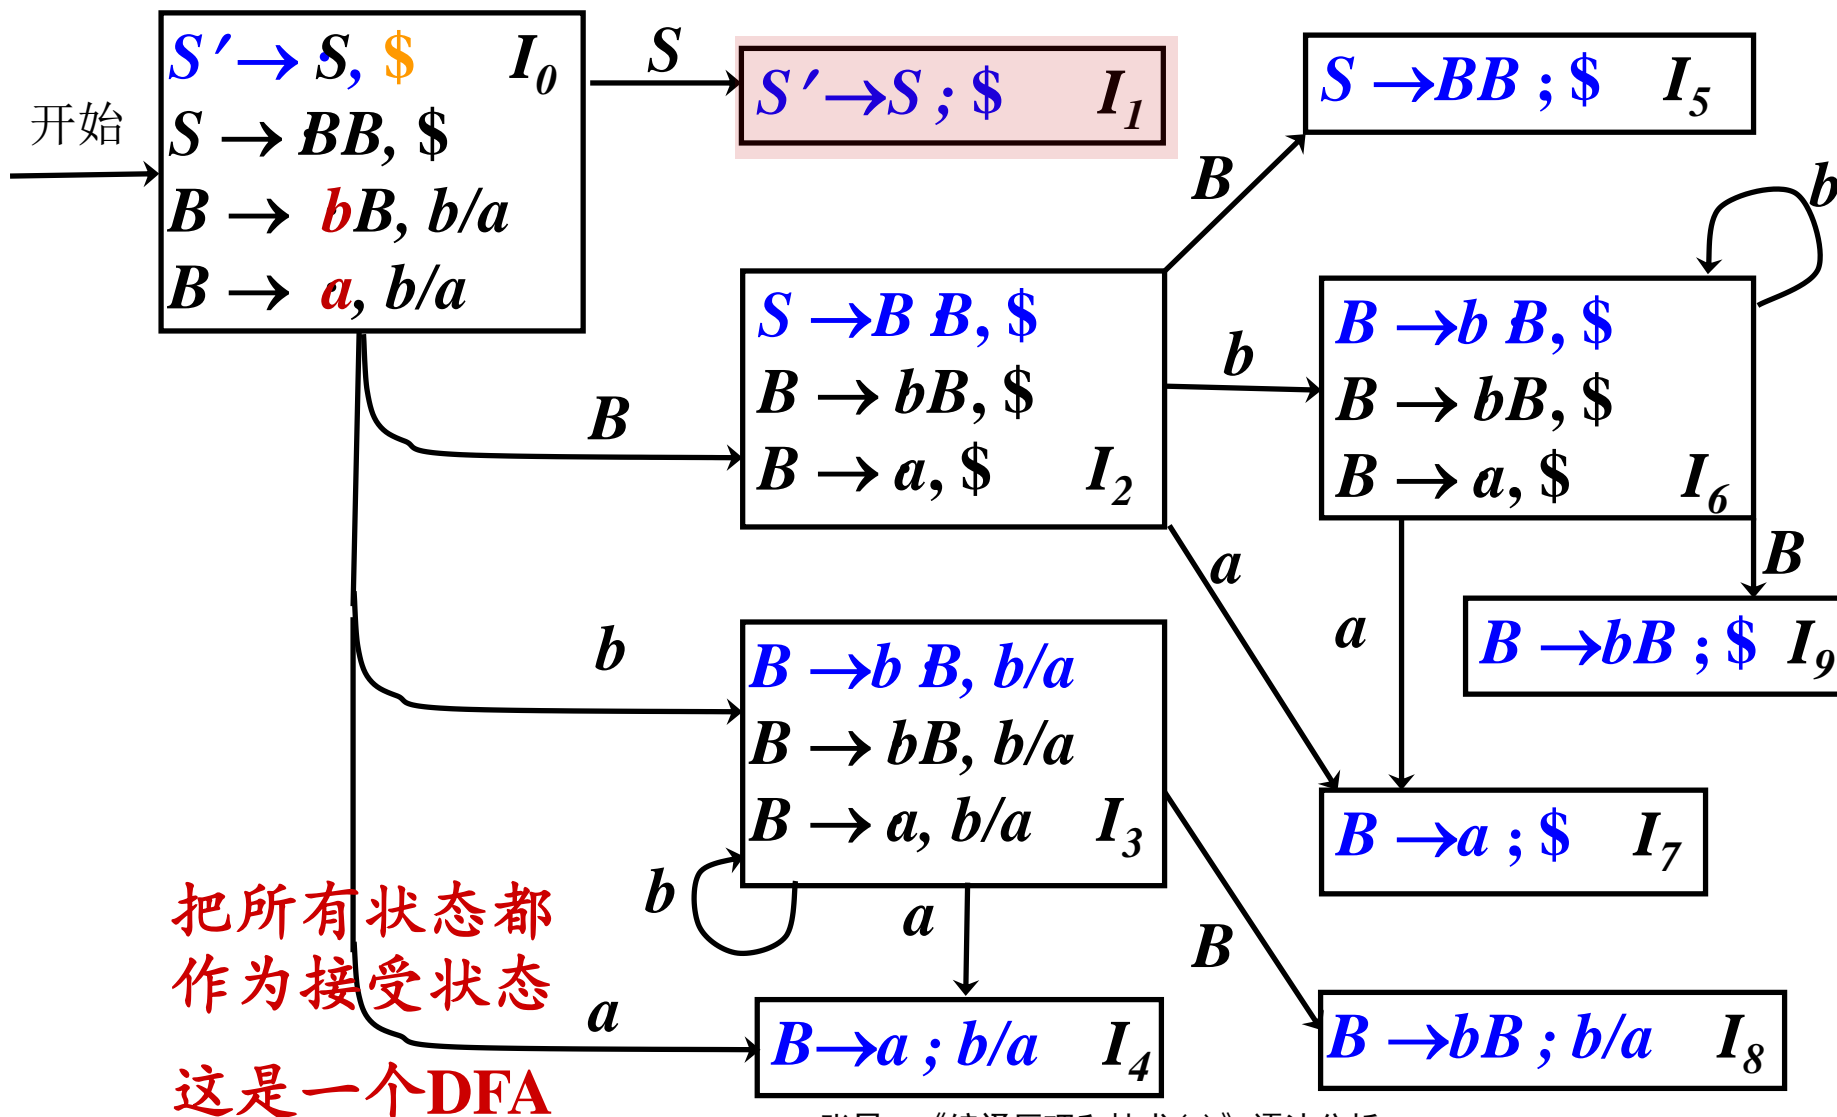 开始
S′→·S, $ I0
S →·BB, $
B → ·bB, b/a
B → ·a, b/a
S
S′→S·, $ I1
S →BB·, $ I5
B
b
B
S →B·B, $
B →·bB, $
B →·a, $ I2
b
B →b·B, $
B →·bB, $
B →·a, $ I6
a
a
B
B →bB·, $ I9
b
B →b·B, b/a
B →·bB, b/a
B →·a, b/a I3
b
a
B
B →a·, $ I7
a
B→a·, b/a I4
B →bB·, b/a I8
把所有状态都
作为接受状态
这是一个DFA